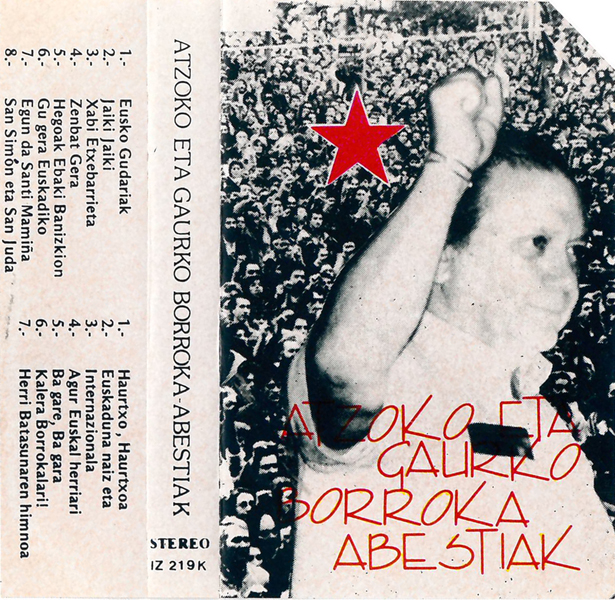 1.- Eusko Gudariak
2.- Jaiki Jaiki
3.- Xabi Etxebarrieta
4.- Zenbat Gera
5.- Hegoak Ebaki Banizkion
6.- Gu gera Euskadiko
7.- Egun da Santi Mamiña
8.- San Simón eta San Juda
1.- Haurtxo, Haurtxoa
2.- Euskaduna naiz eta
3.- Internazionala
4.- Agur Euskal herriari
5.- Ba gare, Ba gara
6.- Kalera Borrokalari!
7.- Herri Batasunaren himnoa
ATZOKO ETA GAURKO BORROKA-ABESTIAK
STEREO
IZ 219 K
ATZOKO ETA
GAURKO
BORROKA
ABESTIAK